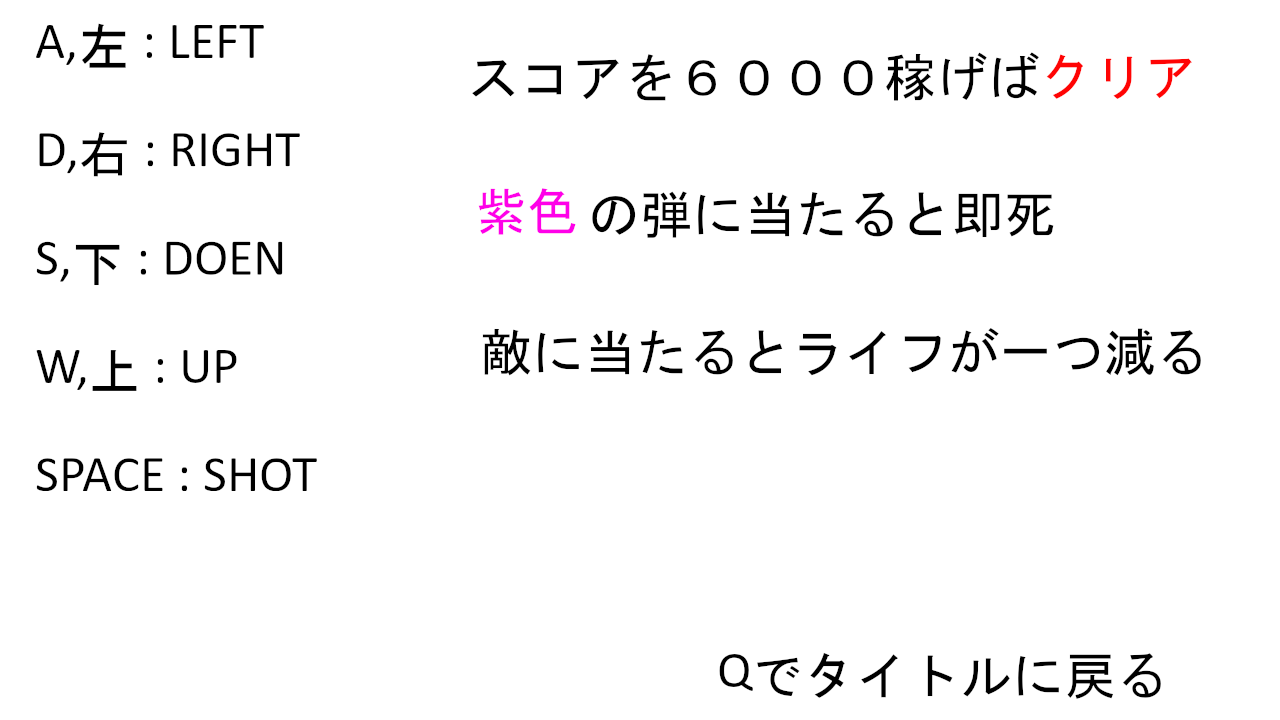 A,左 : LEFT
D,右 : RIGHT
S,下 : DOEN
W,上 : UP
SPACE : SHOT
スコアを６０００稼げばクリア
紫色の弾に当たると即死
敵に当たるとライフが一つ減る
Qでタイトルに戻る